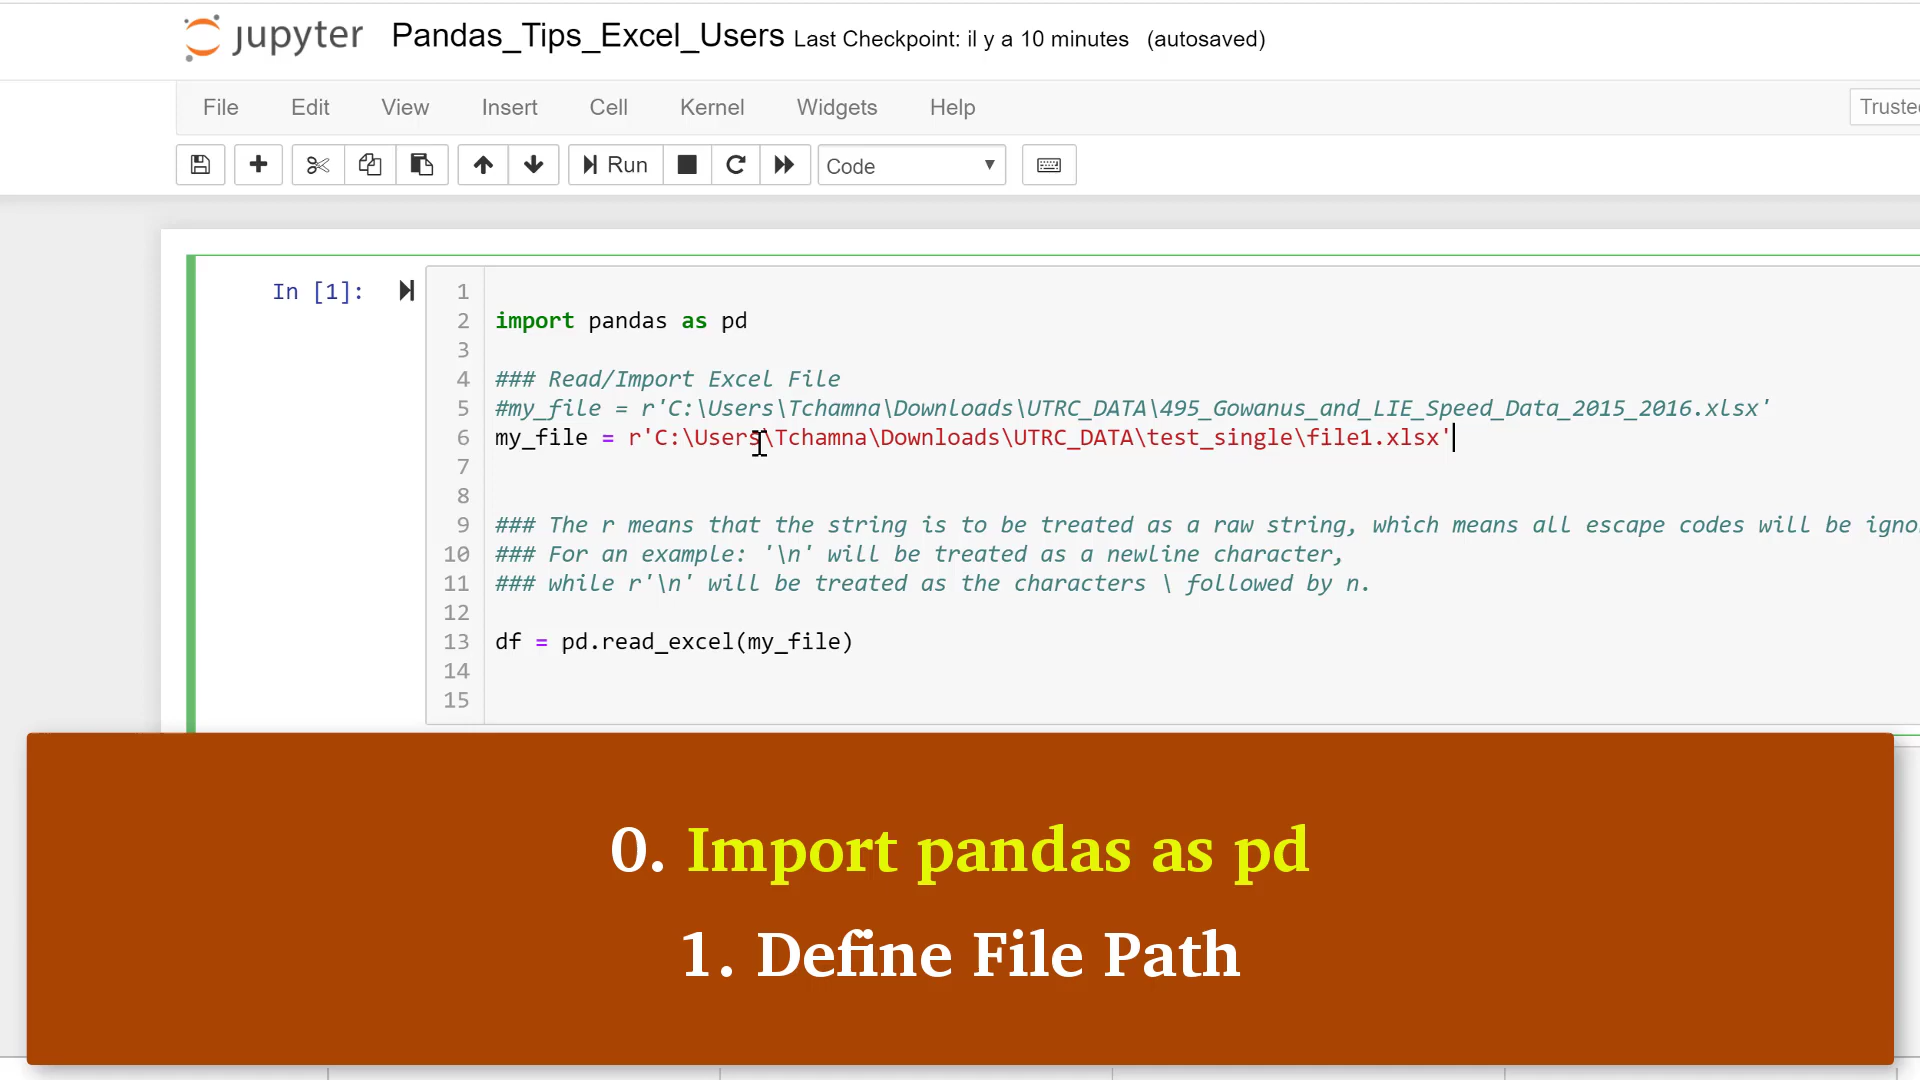 jupyter Pandas_Tips_Excel_Users Last Checkpoint: il y a 10 minutes (autosaved)
File Edit View Insert Cell Kernel Widgets Help Truste
Run Code
In [1]:
1
2 import pandas as pd
3
4 ### Read/Import Excel File
5 #my_file = r'C:\Users\Tchamna\Downloads\UTRC_DATA\495_Gowanus_and_LIE_Speed_Data_2015_2016.xlsx'
6 my_file = r'C:\Users\Tchamna\Downloads\UTRC_DATA\test_single\file1.xlsx'
7
8
9 ### The r means that the string is to be treated as a raw string, which means all escape codes will be igno
10 ### For an example: '\n' will be treated as a newline character,
11 ### while r'\n' will be treated as the characters \ followed by n.
12
13 df = pd.read_excel(my_file)
14
15
0. Import pandas as pd
1. Define File Path